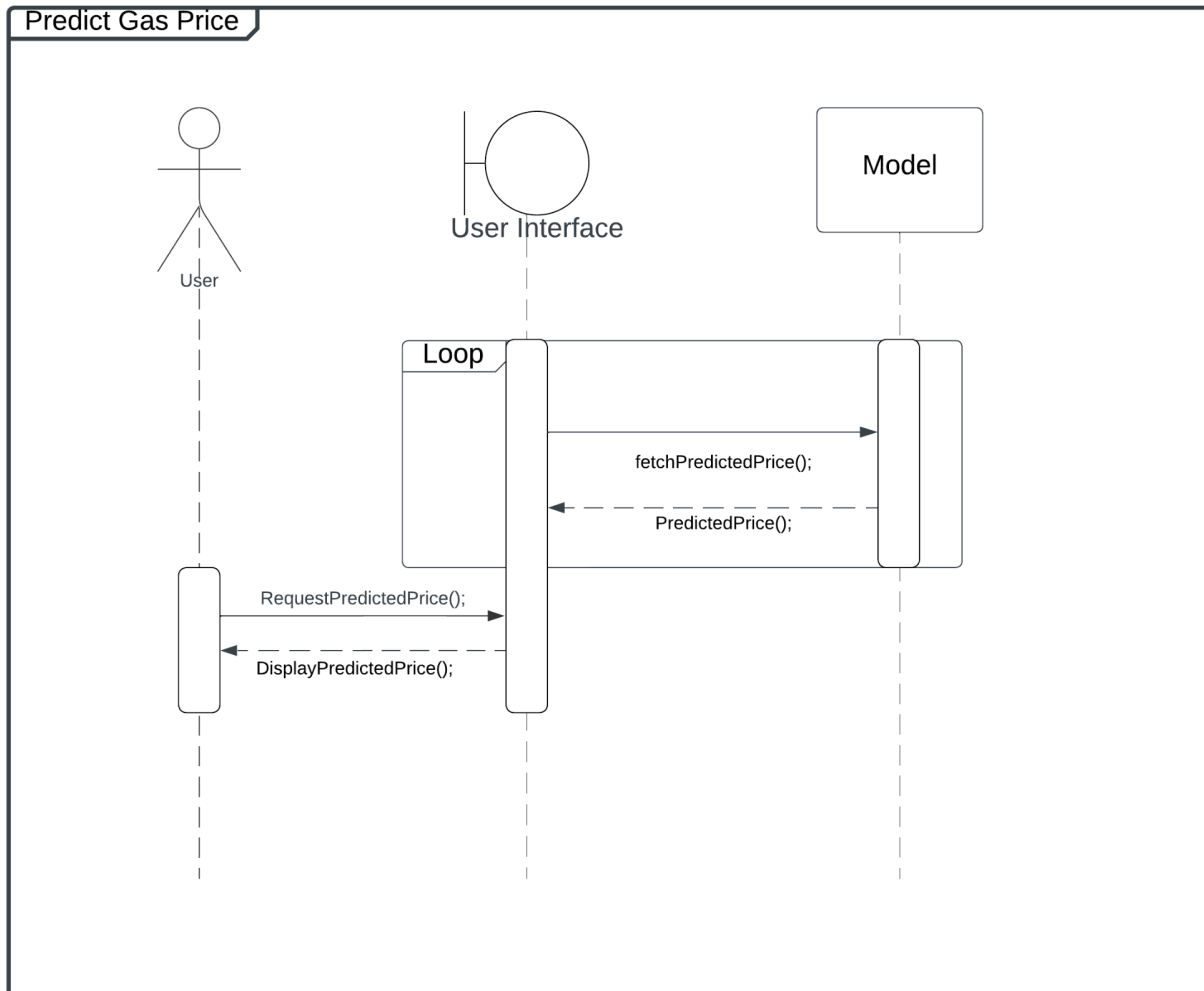 Predict Gas Price
User
User Interface
Model
Loop
fetchPredictedPrice();
PredictedPrice();
RequestPredictedPrice();
DisplayPredictedPrice();